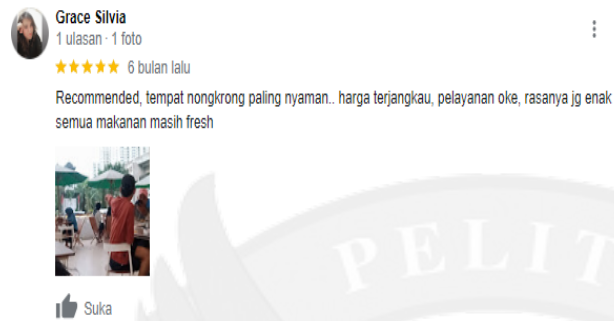 Grace Silvia
1 ulasan · 1 foto
6 bulan lalu
Recommended, tempat nongkrong paling nyaman.. harga terjangkau, pelayanan oke, rasanya jg enak
semua makanan masih fresh
PELIT
Suka